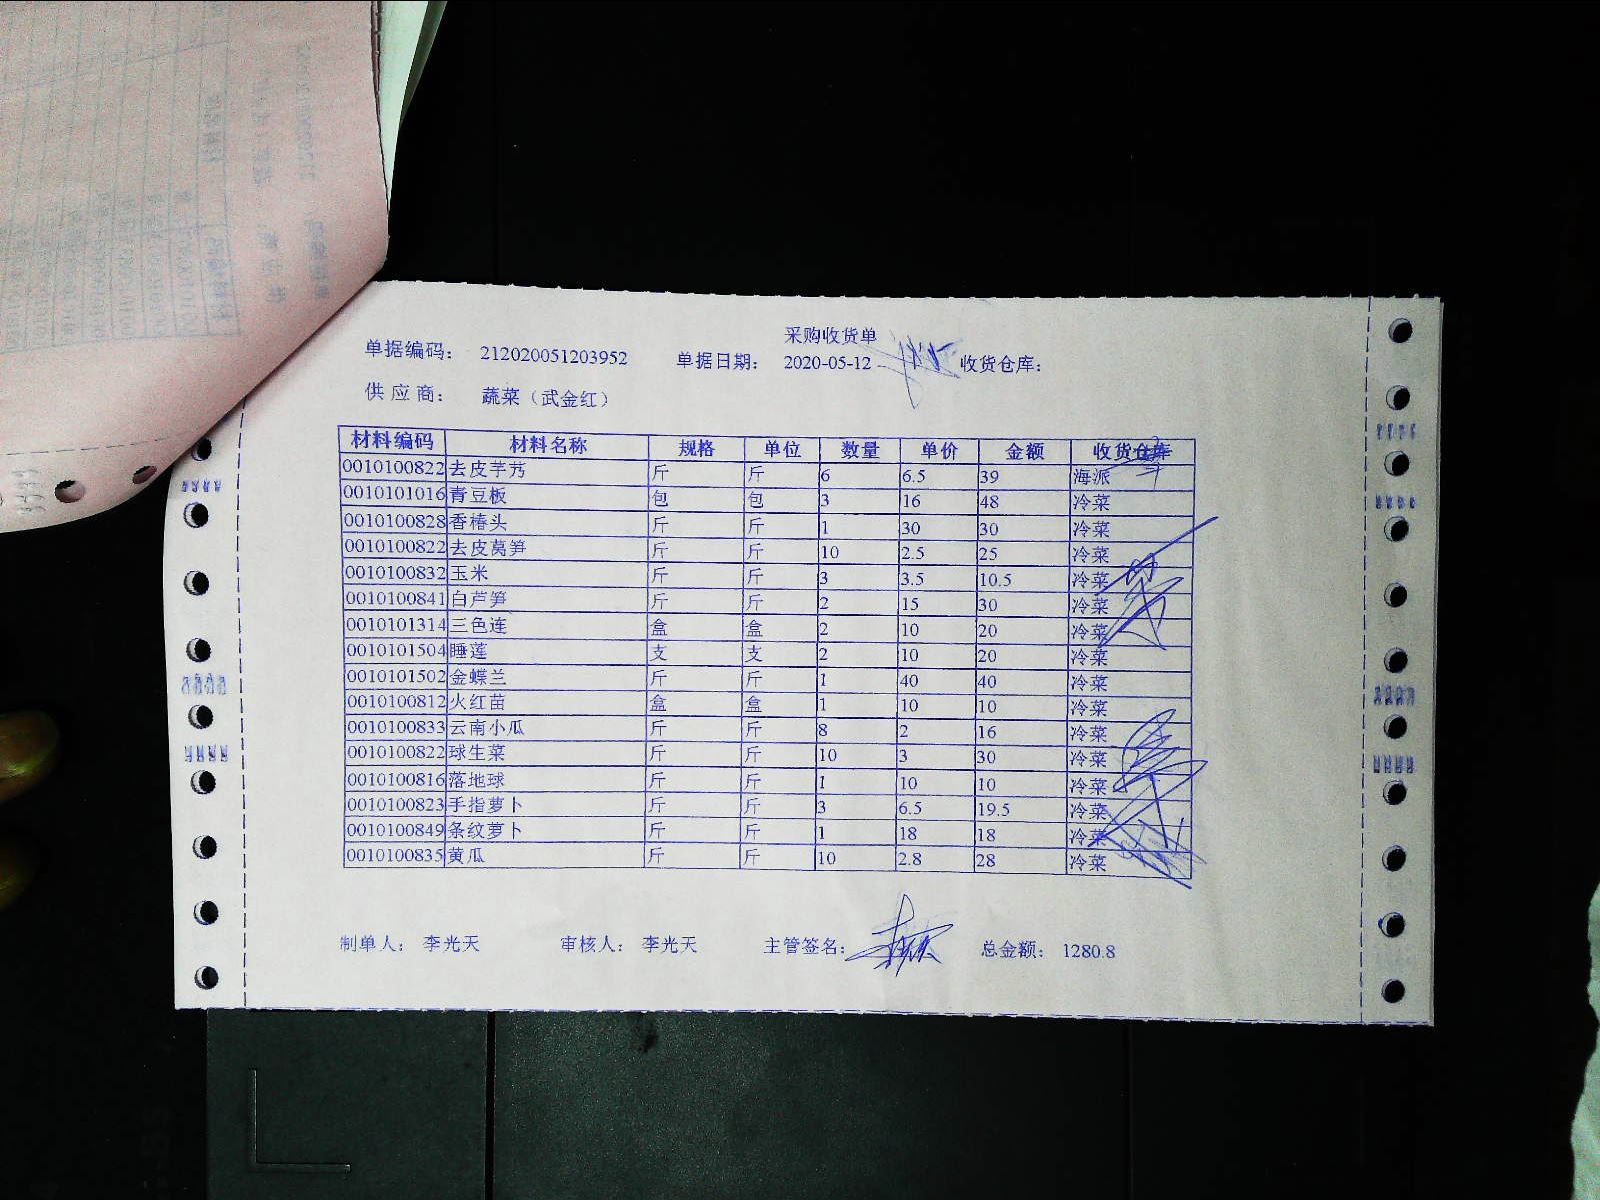 采购收货单
单据编码： 212020051203952 单据日期： 2020-05-12 收货仓库：
供应商： 蔬菜（武金红）
材料编码 材料名称 规格 单位 数量 单价 金额 收货仓库
0010100822 去皮芋艿 斤 斤 6 6.5 39 海派
0010101016 青豆板 包 包 3 16 48 冷菜
0010100828 香椿头 斤 斤 1 30 30 冷菜
0010100822 去皮莴笋 斤 斤 10 2.5 25 冷菜
0010100832 玉米 斤 斤 3 3.5 10.5 冷菜
0010100841 白芦笋 斤 斤 2 15 30 冷菜
0010101314 三色连 盒 盒 2 10 20 冷菜
0010101504 睡莲 支 支 2 10 20 冷菜
0010101502 金蝶兰 斤 斤 1 40 40 冷菜
0010100812 火红苗 盒 盒 1 10 10 冷菜
0010100833 云南小瓜 斤 斤 8 2 16 冷菜
0010100822 球生菜 斤 斤 10 3 30 冷菜
0010100816 落地球 斤 斤 1 10 10 冷菜
0010100823 手指萝卜 斤 斤 3 6.5 19.5 冷菜
0010100849 条纹萝卜 斤 斤 1 18 18 冷菜
0010100835 黄瓜 斤 斤 10 2.8 28 冷菜
制单人： 李光天 审核人： 李光天 主管签名： 总金额： 1280.8